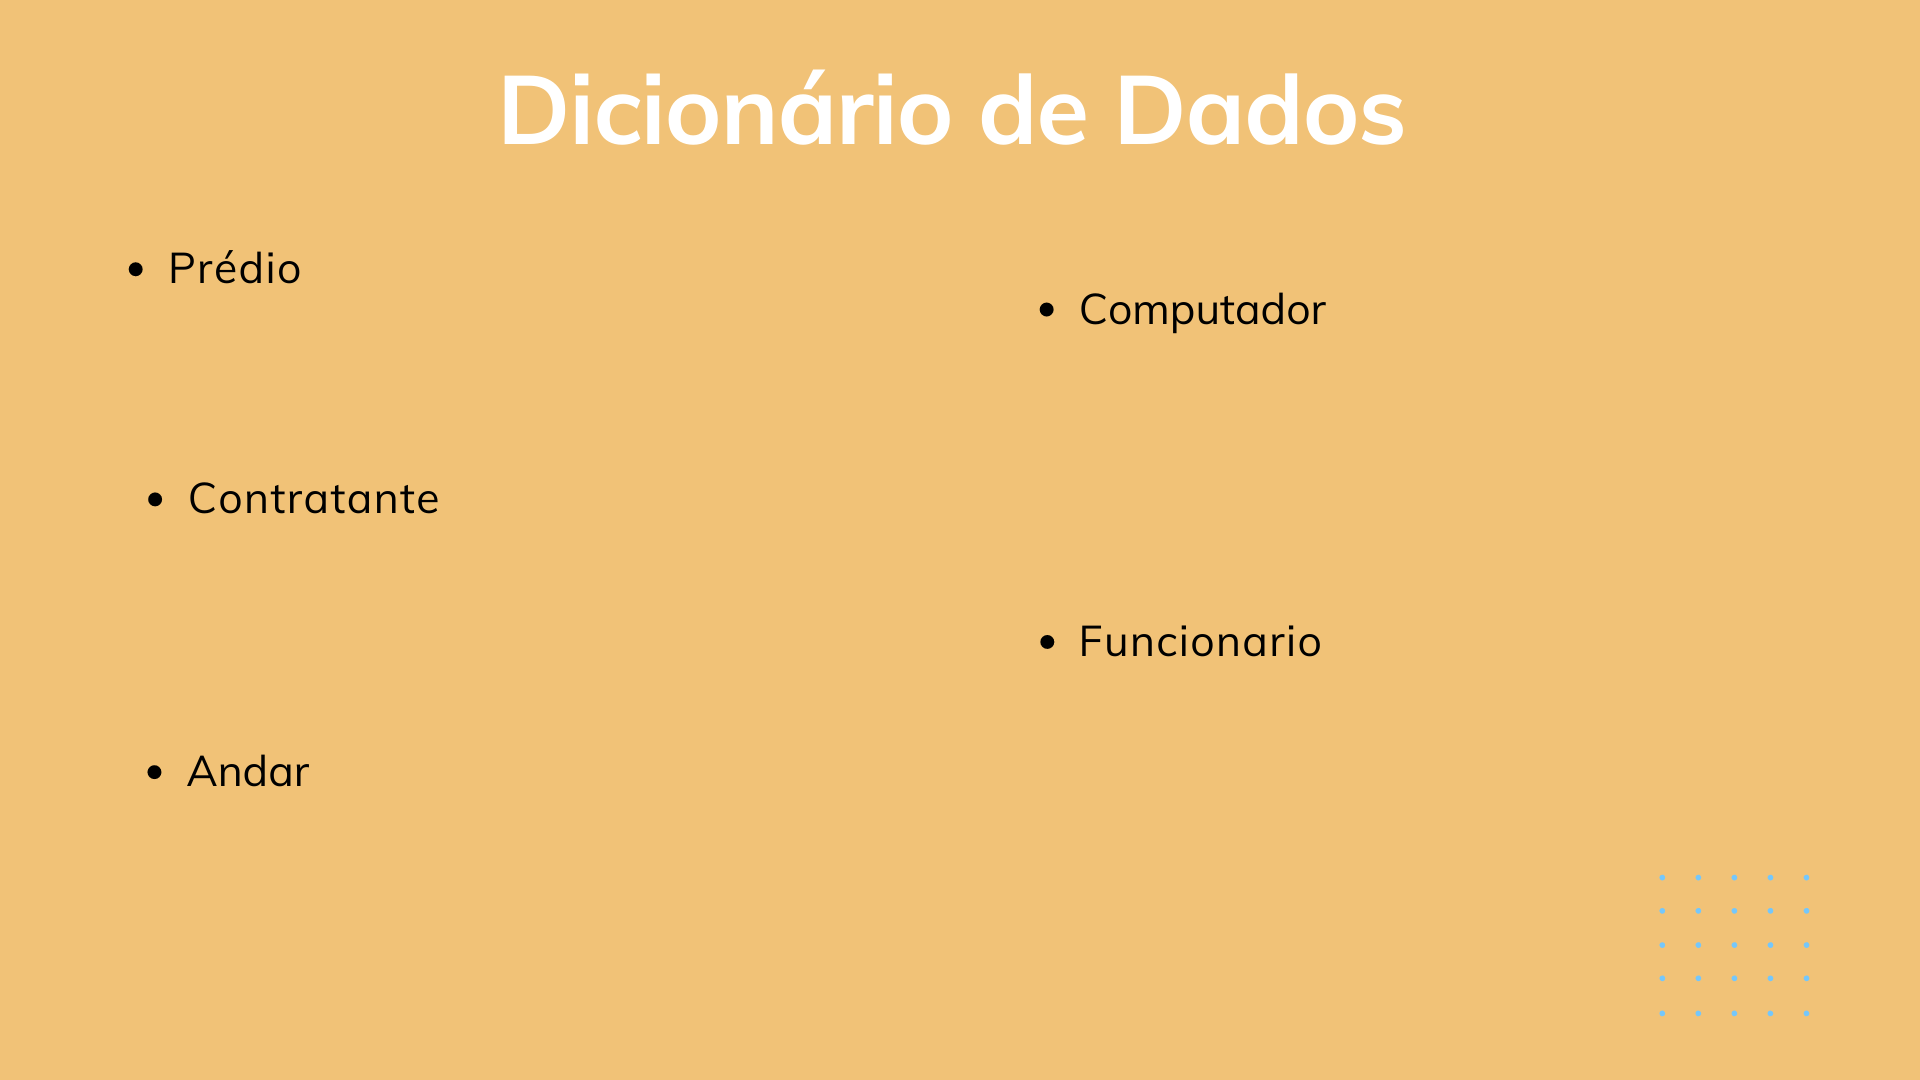 Dicionário de Dados
Prédio
Contratante
Andar
Computador
Funcionario